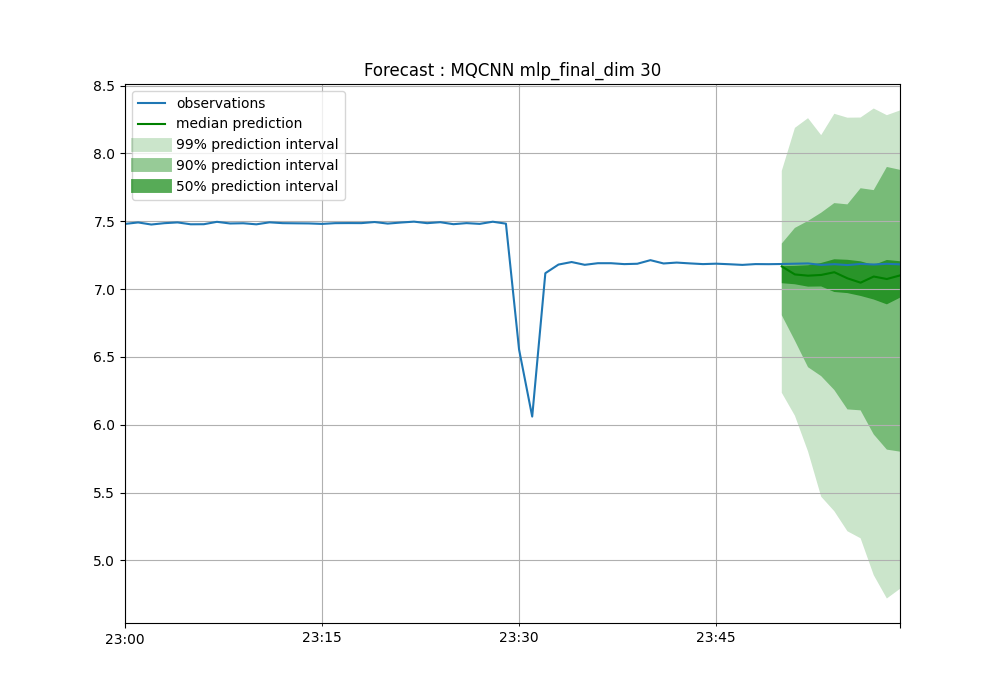 Forecast : MQCNN mlp_final_dim 30
8.5
8.0
7.5
7.0
6.5
6.0
5.5
5.0
observations
median prediction
99% prediction interval
90% prediction interval
50% prediction interval
23:00
23:15
23:30
23:45